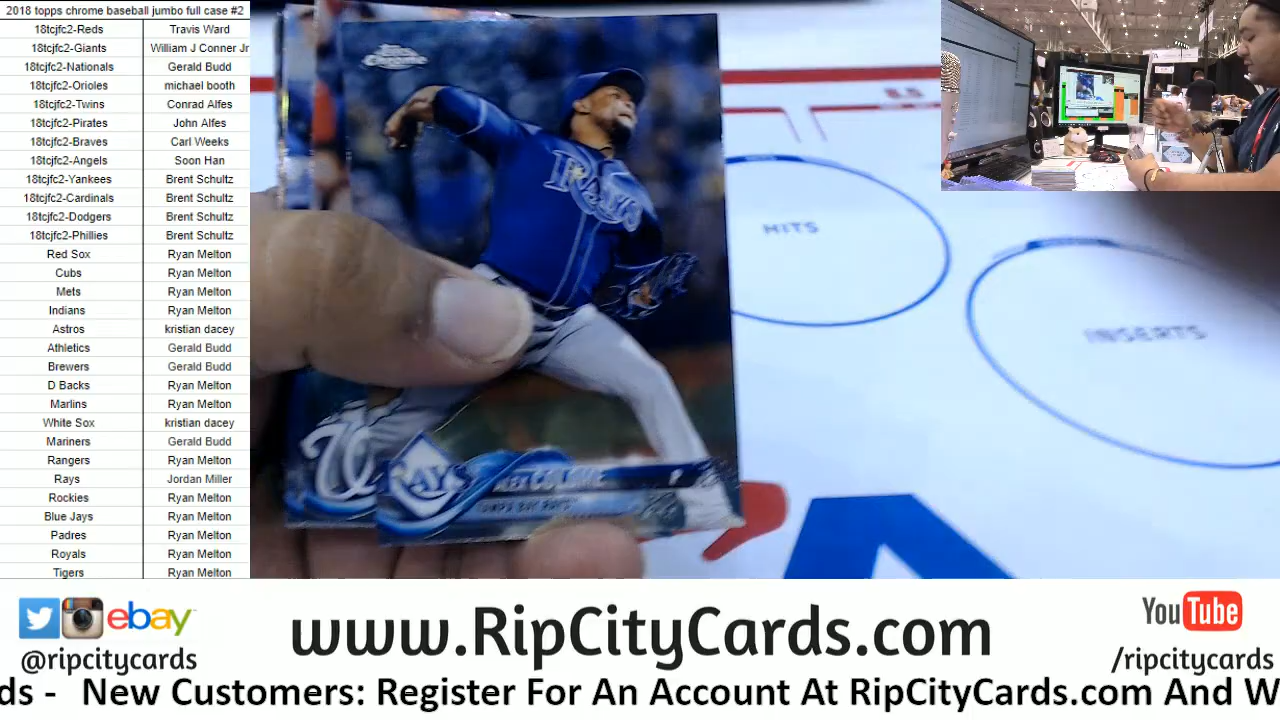 2018 topps chrome baseball jumbo full case #2
18tcjfc2-Reds Travis Ward
18tcjfc2-Giants William J Conner Jr
18tcjfc2-Nationals Gerald Budd
18tcjfc2-Orioles michael booth
18tcjfc2-Twins Conrad Alfes
18tcjfc2-Pirates John Alfes
18tcjfc2-Braves Carl Weeks
18tcjfc2-Angels Soon Han
18tcjfc2-Yankees Brent Schultz
18tcjfc2-Cardinals Brent Schultz
18tcjfc2-Dodgers Brent Schultz
18tcjfc2-Phillies Brent Schultz
Red Sox Ryan Melton
Cubs Ryan Melton
Mets Ryan Melton
Indians Ryan Melton
Astros kristian dacey
Athletics Gerald Budd
Brewers Gerald Budd
D Backs Ryan Melton
Marlins Ryan Melton
White Sox kristian dacey
Mariners Gerald Budd
Rangers Ryan Melton
Rays Jordan Miller
Rockies Ryan Melton
Blue Jays Ryan Melton
Padres Ryan Melton
Royals Ryan Melton
Tigers Ryan Melton
Topps Chrome
Rays
HITS
INSERTS
RAYS
P
TAMPA BAY RAYS
ebay
@ripcitycards
www.RipCityCards.com
YouTube
/ripcitycards
ds - New Customers: Register For An Account At RipCityCards.com And W